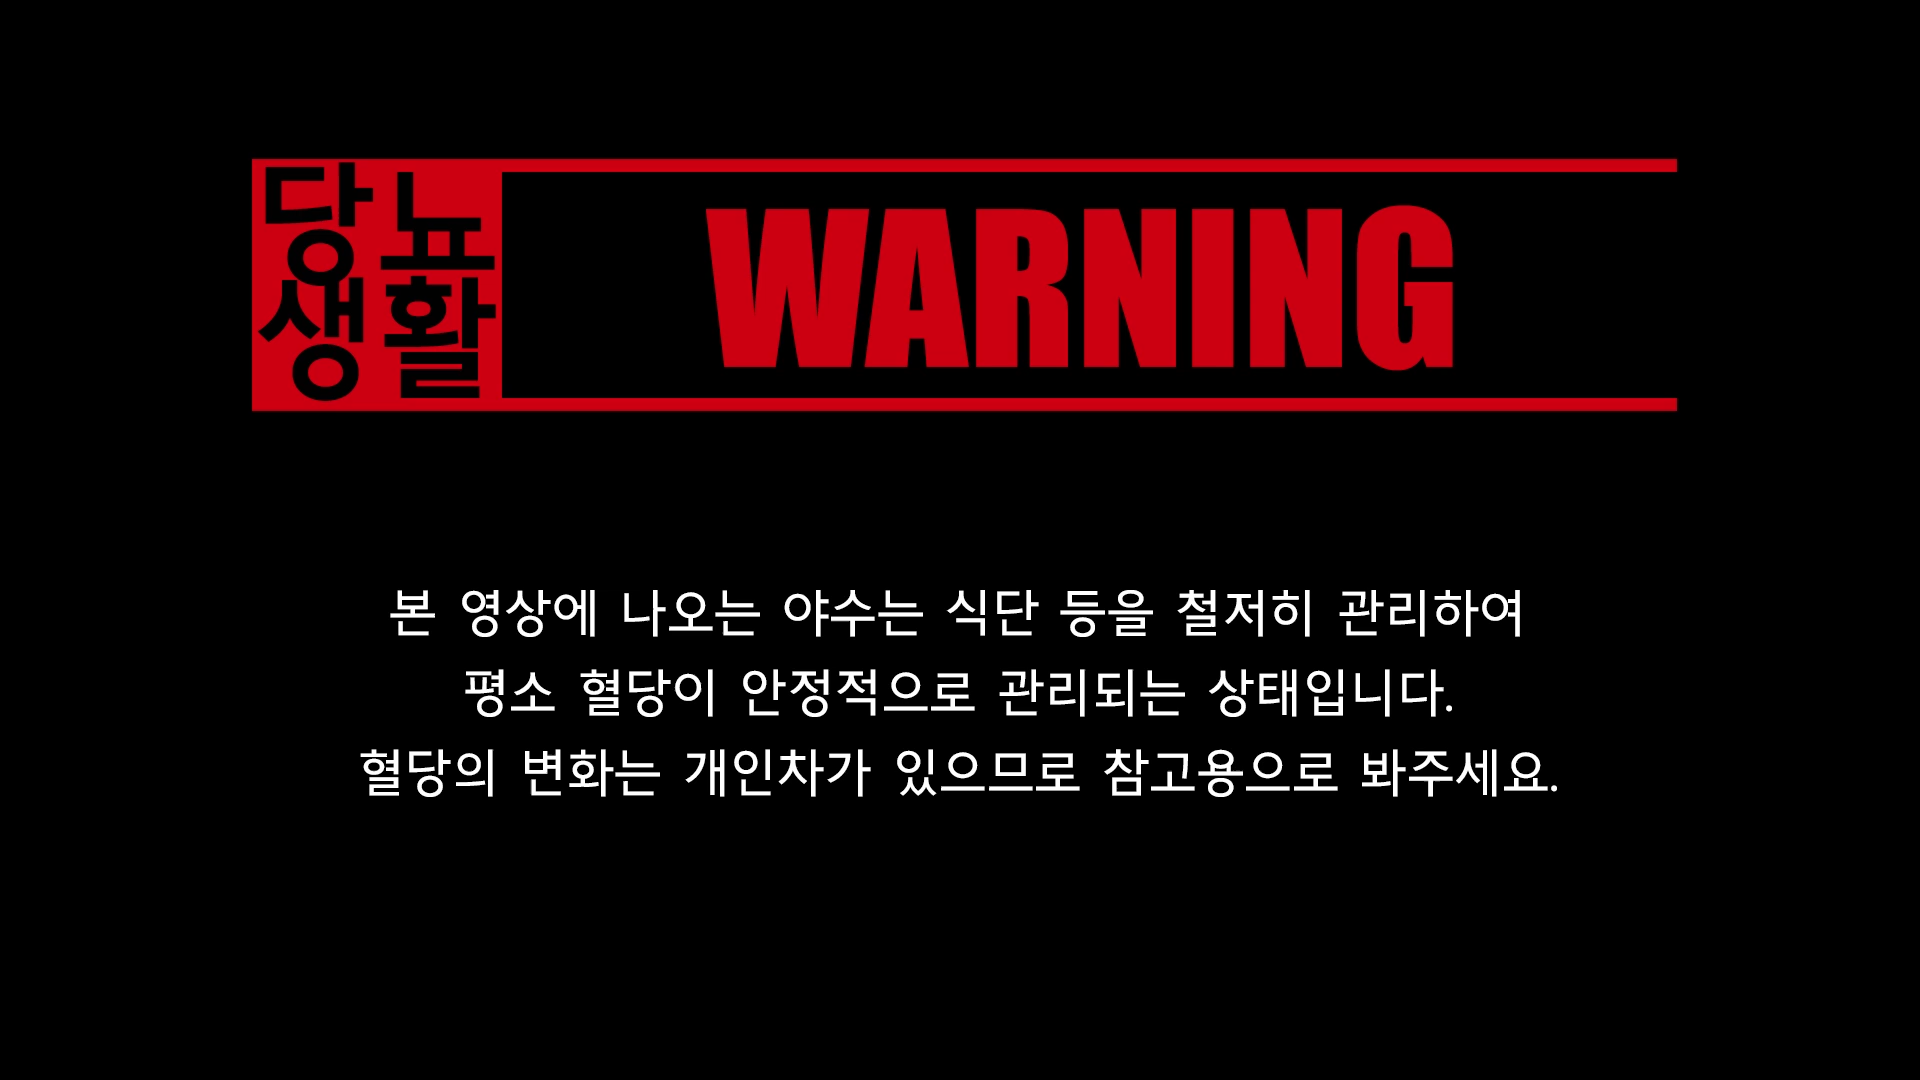 당뇨
생활
WARNING
본 영상에 나오는 야수는 식단 등을 철저히 관리하여
평소 혈당이 안정적으로 관리되는 상태입니다.
혈당의 변화는 개인차가 있으므로 참고용으로 봐주세요.